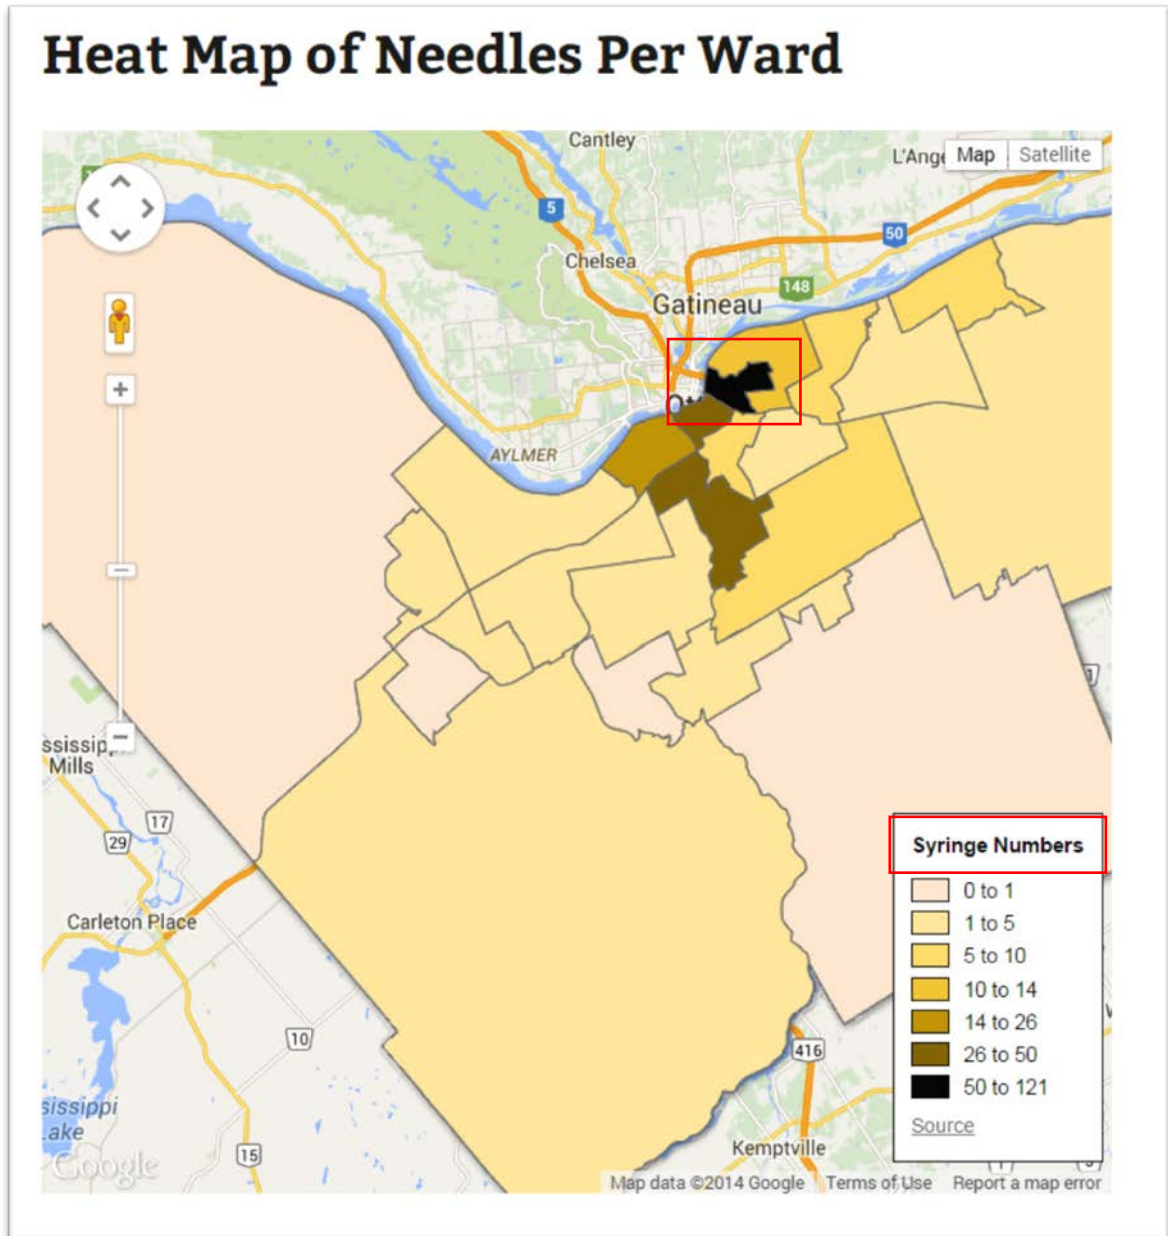 Heat Map of Needles Per Ward
Cantley
L'Ange
Map
Satellite
5
50
Chelsea
148
Gatineau
Ott
AYLMER
Mills
17
29
Carleton Place
10
15
416
Kemptville
Syringe Numbers
0 to 1
1 to 5
5 to 10
10 to 14
14 to 26
26 to 50
50 to 121
Source
sissippi
Lake
Google
Map data ©2014 Google
Terms of Use
Report a map error